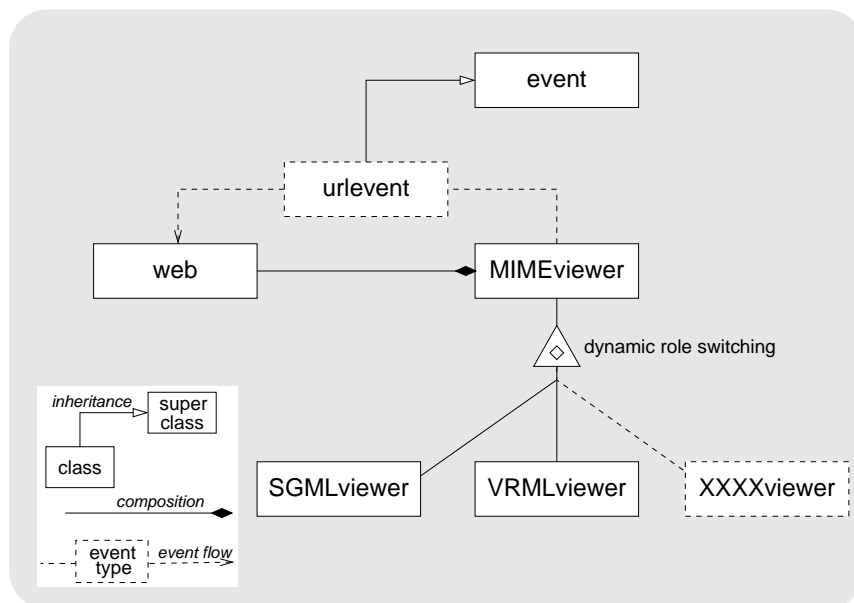 event
urlevent
web
MIMEviewer
dynamic role switching
inheritance
super
class
class
SGMLviewer
VRMLviewer
XXXXviewer
composition
event
type
event flow